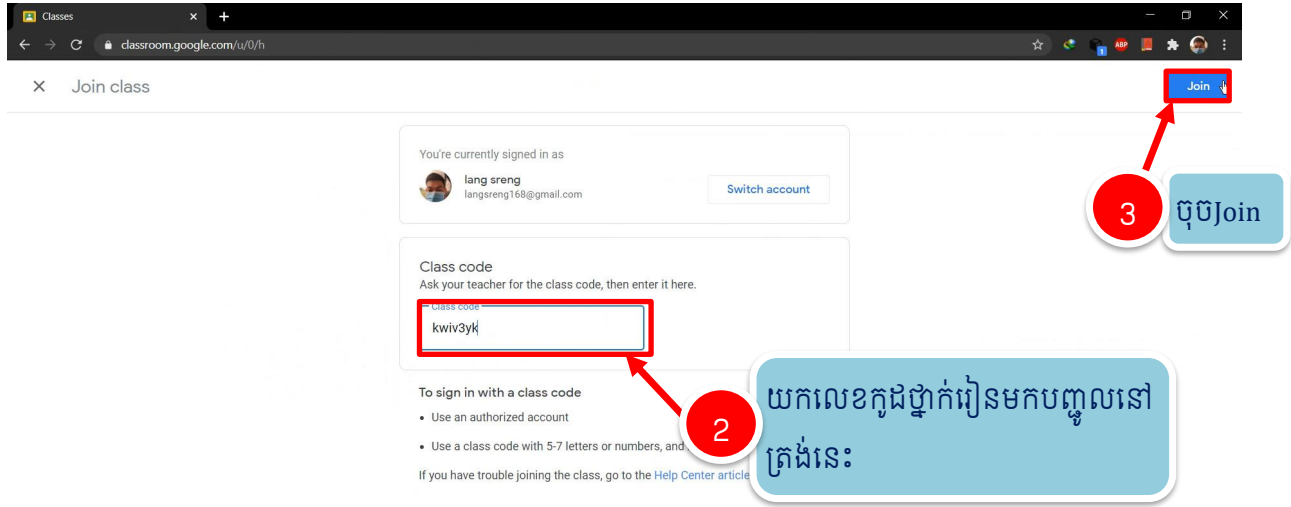 Classes
classroom.google.com/u/0/h
ABP
1
Join class
Join
You're currently signed in as
lang sreng
langsreng168@gmail.com
Switch account
3
ចុចJoin
Class code
Ask your teacher for the class code, then enter it here.
Class code
kwiv3yk
To sign in with a class code
• Use an authorized account
• Use a class code with 5-7 letters or numbers, and
If you have trouble joining the class, go to the Help Center article
2
យកលេខកូដថ្នាក់រៀនមកបញ្ចូលនៅ
ត្រង់នេះ